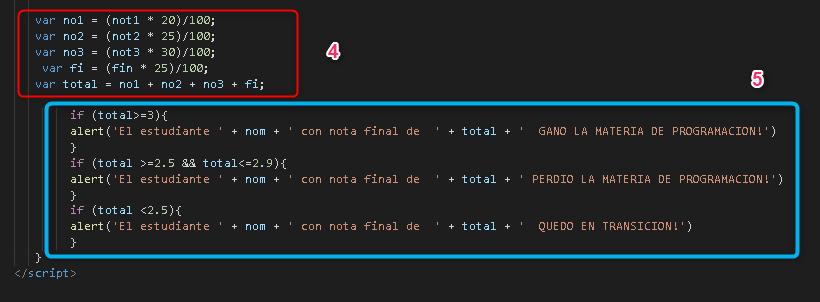 var no1 = (not1 * 20)/100;
var no2 = (not2 * 25)/100;
var no3 = (not3 * 30)/100;
var fi = (fin * 25)/100;
var total = no1 + no2 + no3 + fi;
4
5
if (total>=3){
alert('El estudiante ' + nom + ' con nota final de  ' + total + '  GANO LA MATERIA DE PROGRAMACION!')
}
if (total >=2.5 && total<=2.9){
alert('El estudiante ' + nom + ' con nota final de  ' + total + ' PERDIO LA MATERIA DE PROGRAMACION!')
}
if (total <2.5){
alert('El estudiante ' + nom + ' con nota final de  ' + total + '  QUEDO EN TRANSICION!')
}
}
</script>